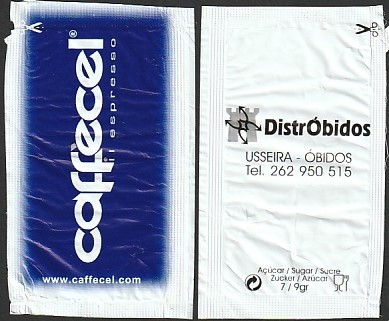 caffècel®
il espresso
www.caffecel.com
DistrÓbidos
USSEIRA - ÓBIDOS
Tel. 262 950 515
Açúcar / Sugar / Sucre
Zucker / Azúcar
7 / 9gr